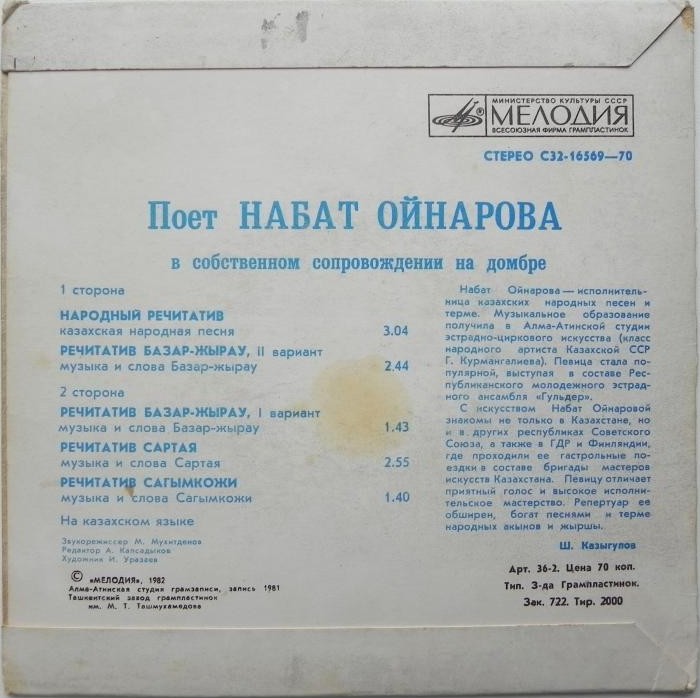 МИНИСТЕРСТВО КУЛЬТУРЫ СССР
МЕЛОДИЯ
ВСЕСОЮЗНАЯ ФИРМА ГРАМПЛАСТИНОК
СТЕРЕО С32-16569—70
Поет НАБАТ ОЙНАРОВА
в собственном сопровождении на домбре
1 сторона
НАРОДНЫЙ РЕЧИТАТИВ
казахская народная песня 3.04
РЕЧИТАТИВ БАЗАР-ЖЫРАУ, II вариант
музыка и слова Базар-жырау 2.44
2 сторона
РЕЧИТАТИВ БАЗАР-ЖЫРАУ, I вариант
музыка и слова Базар-жырау 1.43
РЕЧИТАТИВ САРТАЯ
музыка и слова Сартая 2.55
РЕЧИТАТИВ САГЫМКОЖИ
музыка и слова Сагымкожи 1.40
На казахском языке
Звукорежиссер М. Мухитденов
Редактор А. Капсадыков
Художник И. Уразаев
© «МЕЛОДИЯ», 1982
Алма-Атинская студия грамзаписи, запись 1981
Ташкентский завод грампластинок
им. М. Т. Ташмухамедова
Набат Ойнарова — исполнитель-
ница казахских народных песен и
терме. Музыкальное образование
получила в Алма-Атинской студии
эстрадно-циркового искусства (класс
народного артиста Казахской ССР
Г. Курмангалиева). Певица стала по-
пулярной, выступая в составе Рес-
публиканского молодежного эстрад-
ного ансамбля «Гульдер».
С искусством Набат Ойнаровой
знакомы не только в Казахстане, но
и в других республиках Советского
Союза, а также в ГДР и Финляндии,
где проходили ее гастрольные по-
ездки в составе бригады мастеров
искусств Казахстана. Певицу отличает
приятный голос и высокое исполни-
тельское мастерство. Репертуар ее
обширен, богат песнями и терме
народных акынов и жыршы.
Ш. Казыгулов
Арт. 36-2. Цена 70 коп.
Тип. З-да Грампластинок.
Зак. 722. Тир. 2000